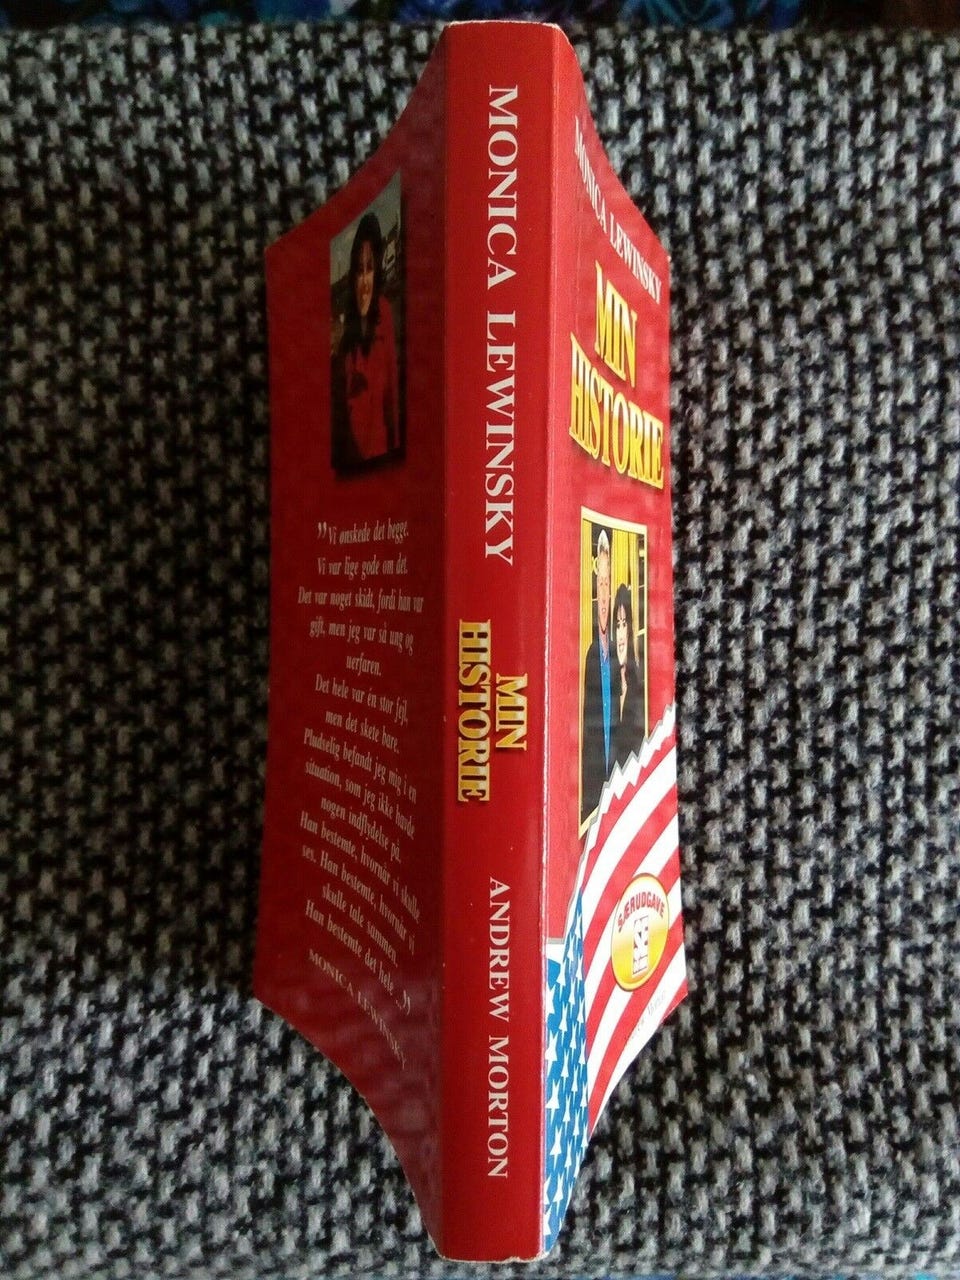 ”Vi ønskede det begge.
Vi var lige gode om det.
Det var noget skidt, fordi han var
gift, men jeg var så ung og
uerfaren.
Det hele var én stor fejl,
men det skete bare.
Pludselig befandt jeg mig i en
situation, som jeg ikke havde
nogen indflydelse på.
Han bestemte, hvornår vi skulle
ses. Han bestemte, hvornår vi
skulle tale sammen.
Han bestemte det hele ...”
MONICA LEWINSKY
MONICA LEWINSKY
MIN
HISTORIE
ANDREW MORTON
MONICA LEWINSKY
MIN
HISTORIE
SÆRUDGAVE
SE